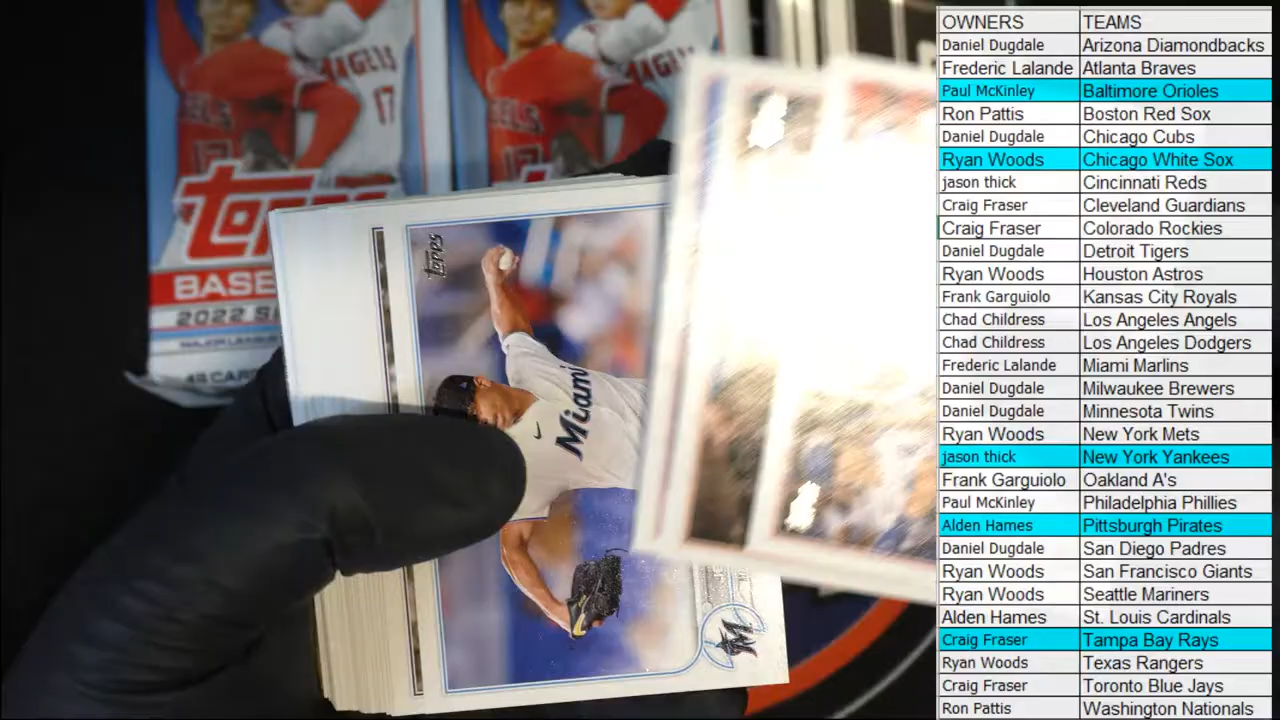 OWNERS TEAMS
Daniel Dugdale Arizona Diamondbacks
Frederic Lalande Atlanta Braves
Paul McKinley Baltimore Orioles
Ron Pattis Boston Red Sox
Daniel Dugdale Chicago Cubs
Ryan Woods Chicago White Sox
jason thick Cincinnati Reds
Craig Fraser Cleveland Guardians
Craig Fraser Colorado Rockies
Daniel Dugdale Detroit Tigers
Ryan Woods Houston Astros
Frank Garguiolo Kansas City Royals
Chad Childress Los Angeles Angels
Chad Childress Los Angeles Dodgers
Frederic Lalande Miami Marlins
Daniel Dugdale Milwaukee Brewers
Daniel Dugdale Minnesota Twins
Ryan Woods New York Mets
jason thick New York Yankees
Frank Garguiolo Oakland A's
Paul McKinley Philadelphia Phillies
Alden Hames Pittsburgh Pirates
Daniel Dugdale San Diego Padres
Ryan Woods San Francisco Giants
Ryan Woods Seattle Mariners
Alden Hames St. Louis Cardinals
Craig Fraser Tampa Bay Rays
Ryan Woods Texas Rangers
Craig Fraser Toronto Blue Jays
Ron Pattis Washington Nationals
17
Topps
2022
Topps
Miami
M